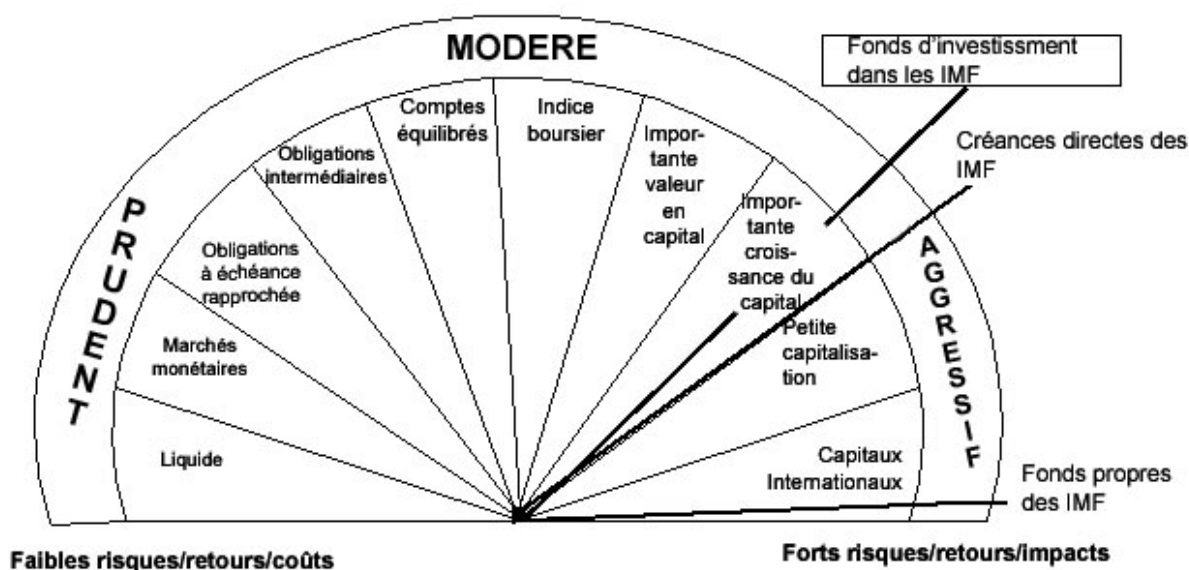 MODERE
Fonds d'investissment
dans les IMF
Comptes
équilibrés
Indice
boursier
Obligations
intermédiaires
Impor-
tante
valeur
en
capital
Créances directes des
IMF
PRUDENT
Obligations
à échéance
rapprochée
Impor-
tante
crois-
sance du
capital
AGGRESSIF
Marchés
monétaires
Petite
capitalisa-
tion
Liquide
Capitaux
Internationaux
Fonds propres
des IMF
Faibles risques/retours/coûts
Forts risques/retours/impacts